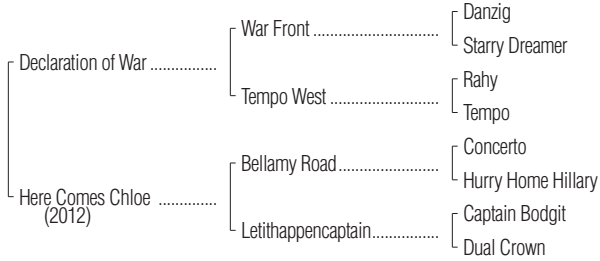 Danzig
War Front ................................
Starry Dreamer
Declaration of War ................
Rahy
Tempo West ............................
Tempo
Concerto
Bellamy Road..........................
Hurry Home Hillary
Here Comes Chloe ..............
(2012)
Captain Bodgit
Letithappencaptain.................
Dual Crown